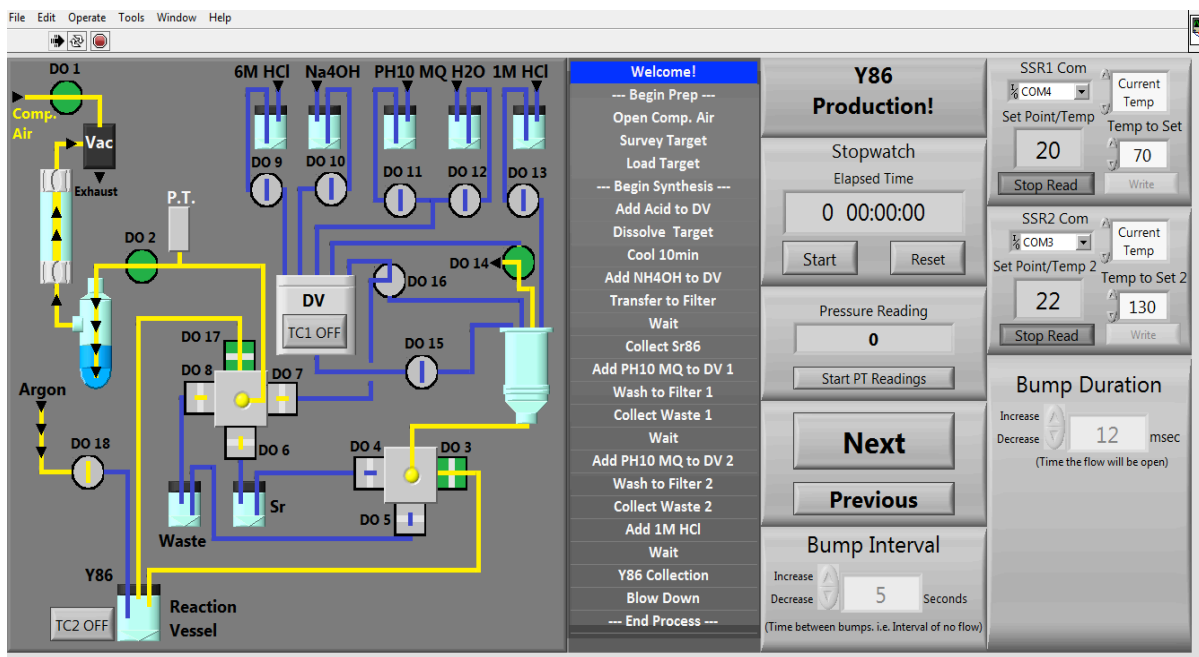 File Edit Operate Tools Window Help
DO 1
Comp.
Air
Vac
Exhaust
P.T.
DO 2
6M HCl Na4OH PH10 MQ H2O 1M HCl
DO 9 DO 10 DO 11 DO 12 DO 13
DO 14
DO 16
DV
TC1 OFF
DO 15
DO 17
DO 8 DO 7
DO 6
Argon
DO 18
DO 4 DO 3
DO 5
Sr
Waste
Y86
TC2 OFF
Reaction
Vessel
Welcome!
--- Begin Prep ---
Open Comp. Air
Survey Target
Load Target
--- Begin Synthesis ---
Add Acid to DV
Dissolve Target
Cool 10min
Add NH4OH to DV
Transfer to Filter
Wait
Collect Sr86
Add PH10 MQ to DV 1
Wash to Filter 1
Collect Waste 1
Wait
Add PH10 MQ to DV 2
Wash to Filter 2
Collect Waste 2
Add 1M HCl
Wait
Y86 Collection
Blow Down
--- End Process ---
Y86
Production!
Stopwatch
Elapsed Time
0 00:00:00
Start Reset
Pressure Reading
0
Start PT Readings
Next
Previous
Bump Interval
Increase
Decrease
5 Seconds
(Time between bumps. i.e. Interval of no flow)
SSR1 Com
COM4
Current
Temp
Set Point/Temp
Temp to Set
20
70
Stop Read Write
SSR2 Com
COM3
Current
Temp
Set Point/Temp 2
Temp to Set 2
22
130
Stop Read Write
Bump Duration
Increase
Decrease
12 msec
(Time the flow will be open)